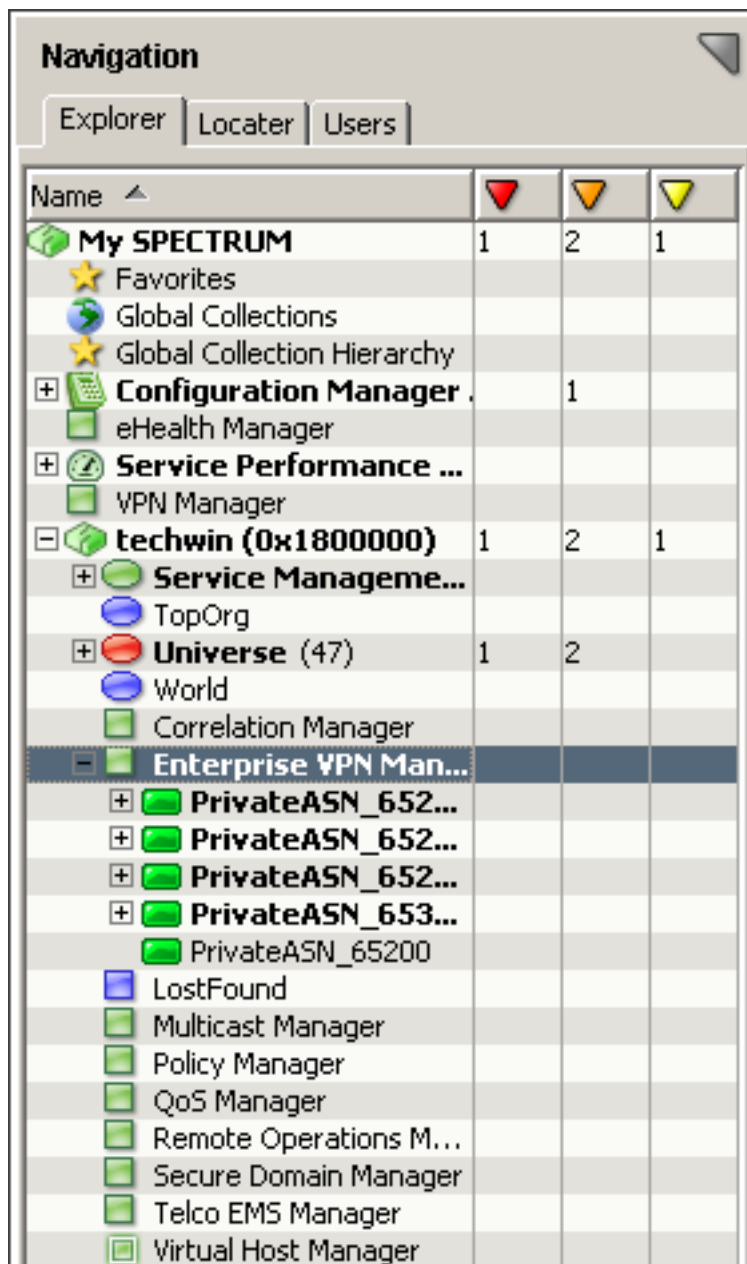 Navigation
Explorer Locater Users
Name
My SPECTRUM 1 2 1
Favorites
Global Collections
Global Collection Hierarchy
Configuration Manager . 1
eHealth Manager
Service Performance ...
VPN Manager
techwin (0x1800000) 1 2 1
Service Manageme...
TopOrg
Universe (47) 1 2
World
Correlation Manager
Enterprise VPN Man...
PrivateASN_652...
PrivateASN_652...
PrivateASN_652...
PrivateASN_653...
PrivateASN_65200
LostFound
Multicast Manager
Policy Manager
QoS Manager
Remote Operations M...
Secure Domain Manager
Telco EMS Manager
Virtual Host Manager